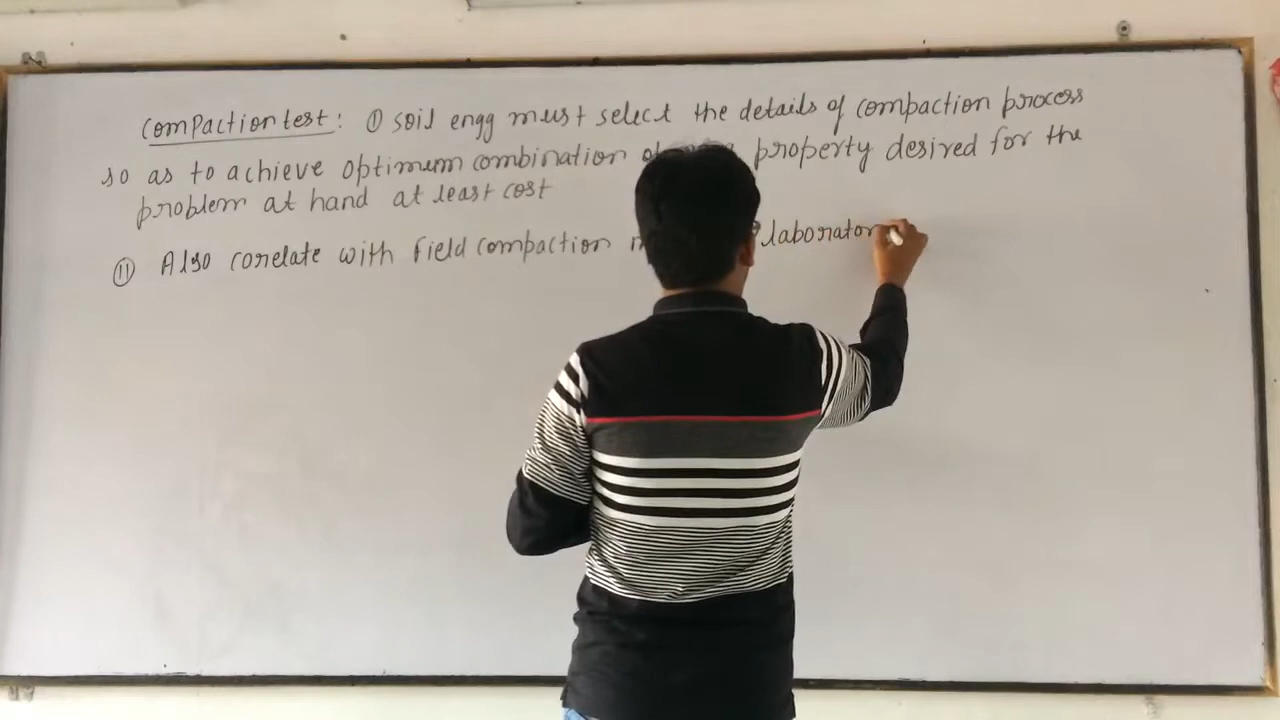 Compaction test: ① soil engg must select the details of compaction process
so as to achieve optimum combination property desired for the
problem at hand at least cost
⑪ Also corelate with field compaction laborator